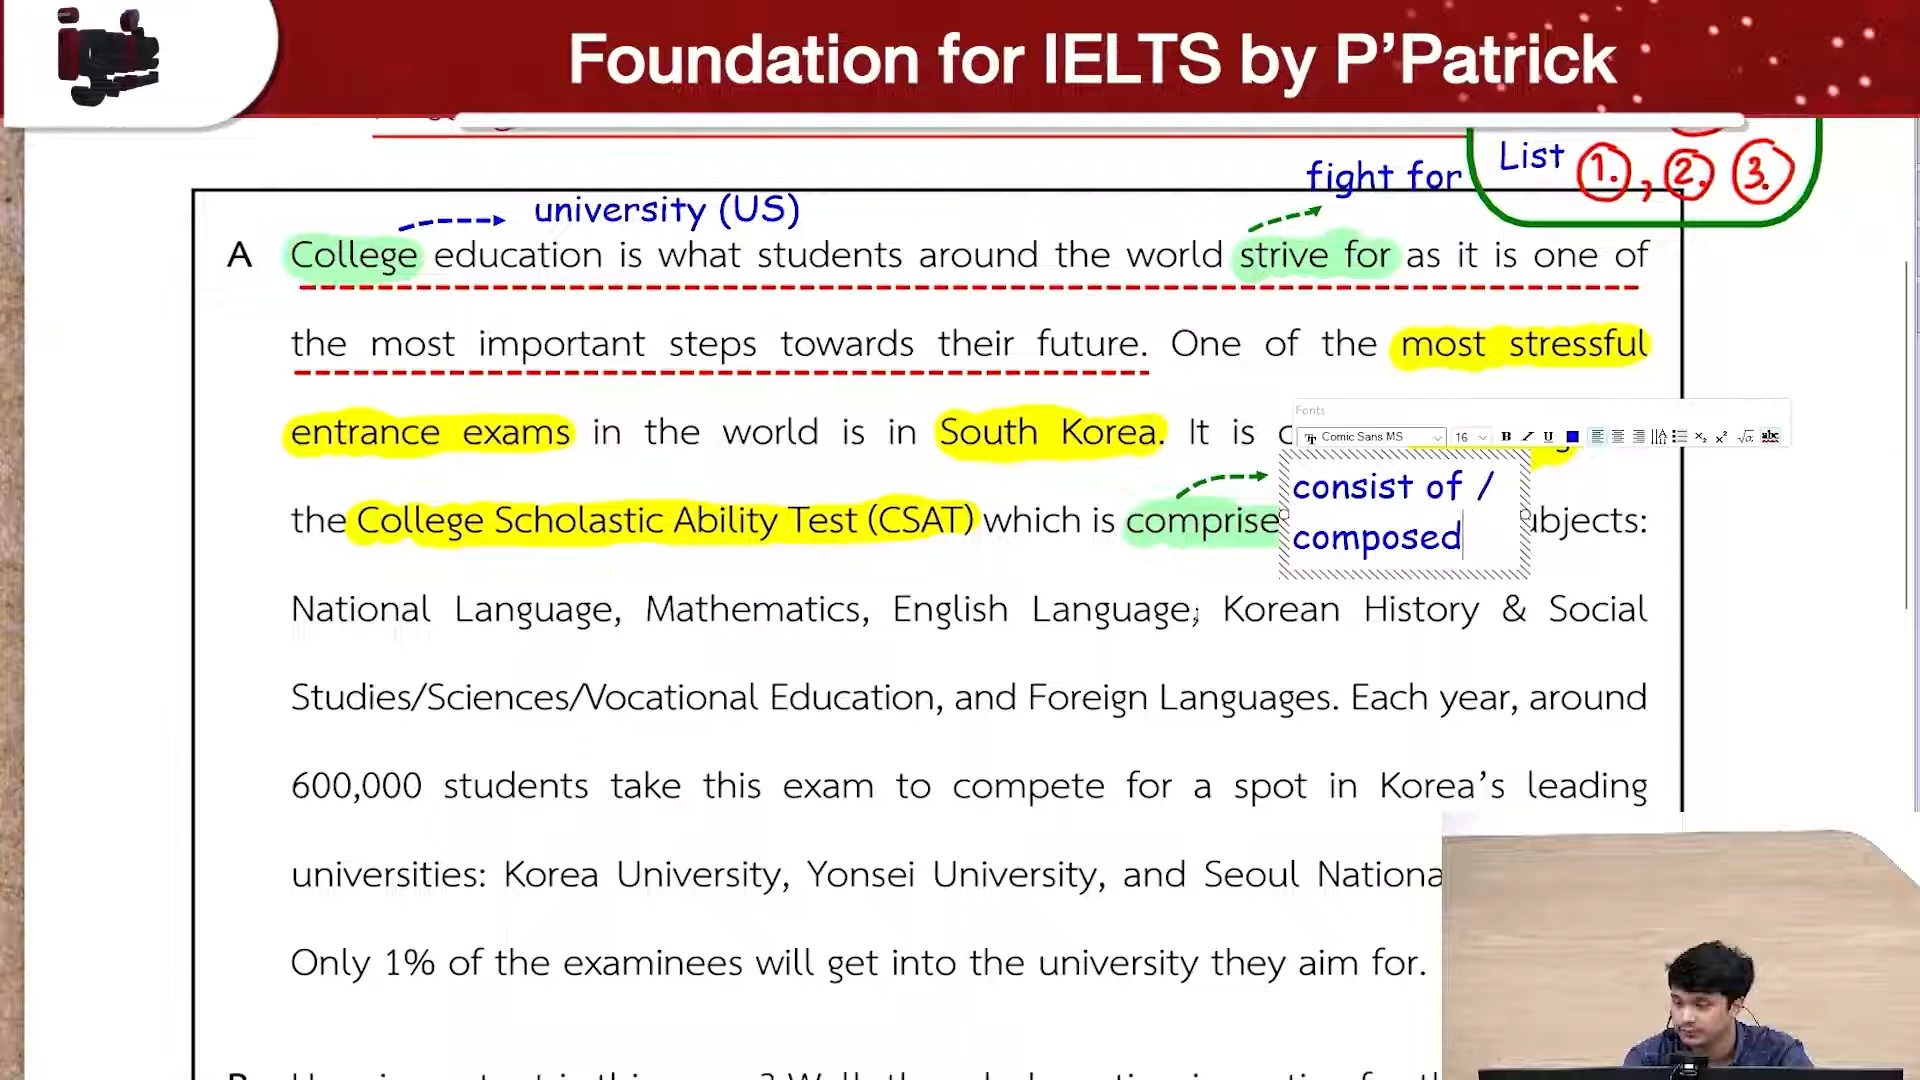 Foundation for IELTS by P’Patrick
List 1. , 2. 3.
fight for
university (US)
A College education is what students around the world strive for as it is one of
the most important steps towards their future. One of the most stressful
entrance exams in the world is in South Korea. It is
Fonts
Comic Sans MS 16 B I U abc
consist of /
composed
the College Scholastic Ability Test (CSAT) which is comprise
National Language, Mathematics, English Language, Korean History & Social
Studies/Sciences/Vocational Education, and Foreign Languages. Each year, around
600,000 students take this exam to compete for a spot in Korea’s leading
universities: Korea University, Yonsei University, and Seoul Nationa
Only 1% of the examinees will get into the university they aim for.